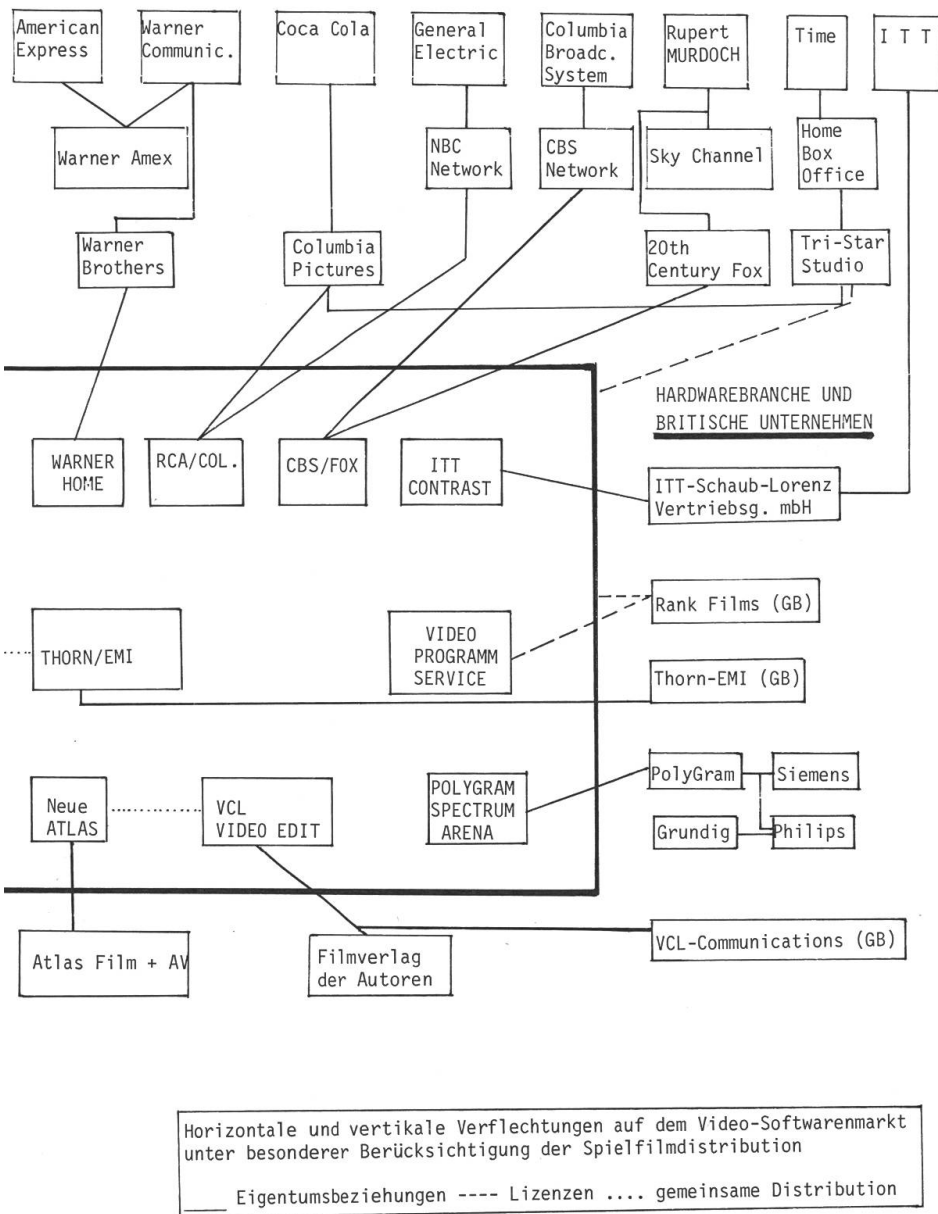 American
Express
Warner
Communic.
Coca Cola
General
Electric
Columbia
Broadc.
System
Rupert
MURDOCH
Time
I T T
Warner Amex
NBC
Network
CBS
Network
Sky Channel
Home
Box
Office
Warner
Brothers
Columbia
Pictures
20th
Century Fox
Tri-Star
Studio
HARDWAREBRANCHE UND
BRITISCHE UNTERNEHMEN
WARNER
HOME
RCA/COL.
CBS/FOX
ITT
CONTRAST
ITT-Schaub-Lorenz
Vertriebsg. mbH
Rank Films (GB)
THORN/EMI
VIDEO
PROGRAMM
SERVICE
Thorn-EMI (GB)
Neue
ATLAS
VCL
VIDEO EDIT
POLYGRAM
SPECTRUM
ARENA
PolyGram
Siemens
Grundig
Philips
Atlas Film + AV
Filmverlag
der Autoren
VCL-Communications (GB)
Horizontale und vertikale Verflechtungen auf dem Video-Softwarenmarkt
unter besonderer Berücksichtigung der Spielfilmdistribution
____ Eigentumsbeziehungen ---- Lizenzen .... gemeinsame Distribution